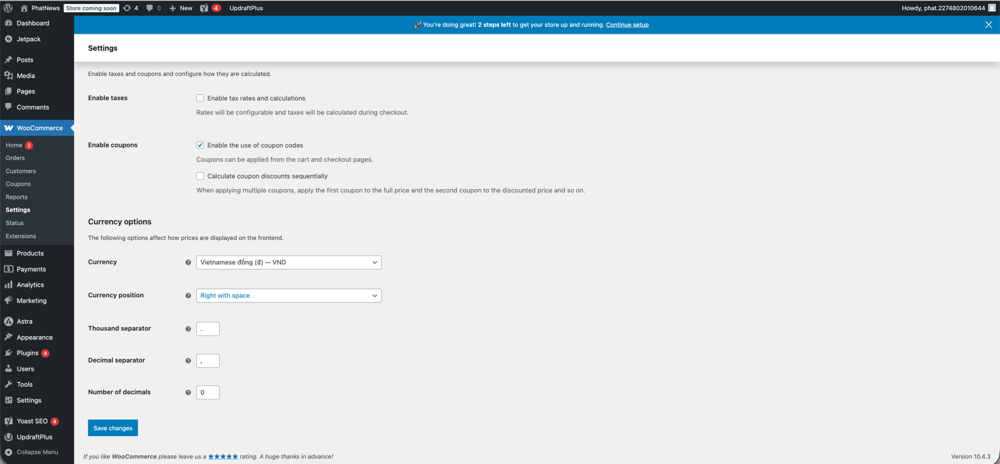 PhatNews Store coming soon 4 0 New 4 UpdraftPlus Howdy, phat.2274802010644
🚀 You're doing great! 2 steps left to get your store up and running. Continue setup
Dashboard
Jetpack
Posts
Media
Pages
Comments
WooCommerce
Home 2
Orders
Customers
Coupons
Reports
Settings
Status
Extensions
Products
Payments
Analytics
Marketing
Astra
Appearance
Plugins 4
Users
Tools
Settings
Yoast SEO 4
UpdraftPlus
Collapse Menu
Settings
Enable taxes and coupons and configure how they are calculated.
Enable taxes
Enable tax rates and calculations
Rates will be configurable and taxes will be calculated during checkout.
Enable coupons
Enable the use of coupon codes
Coupons can be applied from the cart and checkout pages.
Calculate coupon discounts sequentially
When applying multiple coupons, apply the first coupon to the full price and the second coupon to the discounted price and so on.
Currency options
The following options affect how prices are displayed on the frontend.
Currency
Vietnamese đồng (₫) — VND
Currency position
Right with space
Thousand separator
.
Decimal separator
,
Number of decimals
0
Save changes
If you like WooCommerce please leave us a ★★★★★ rating. A huge thanks in advance!
Version 10.4.3